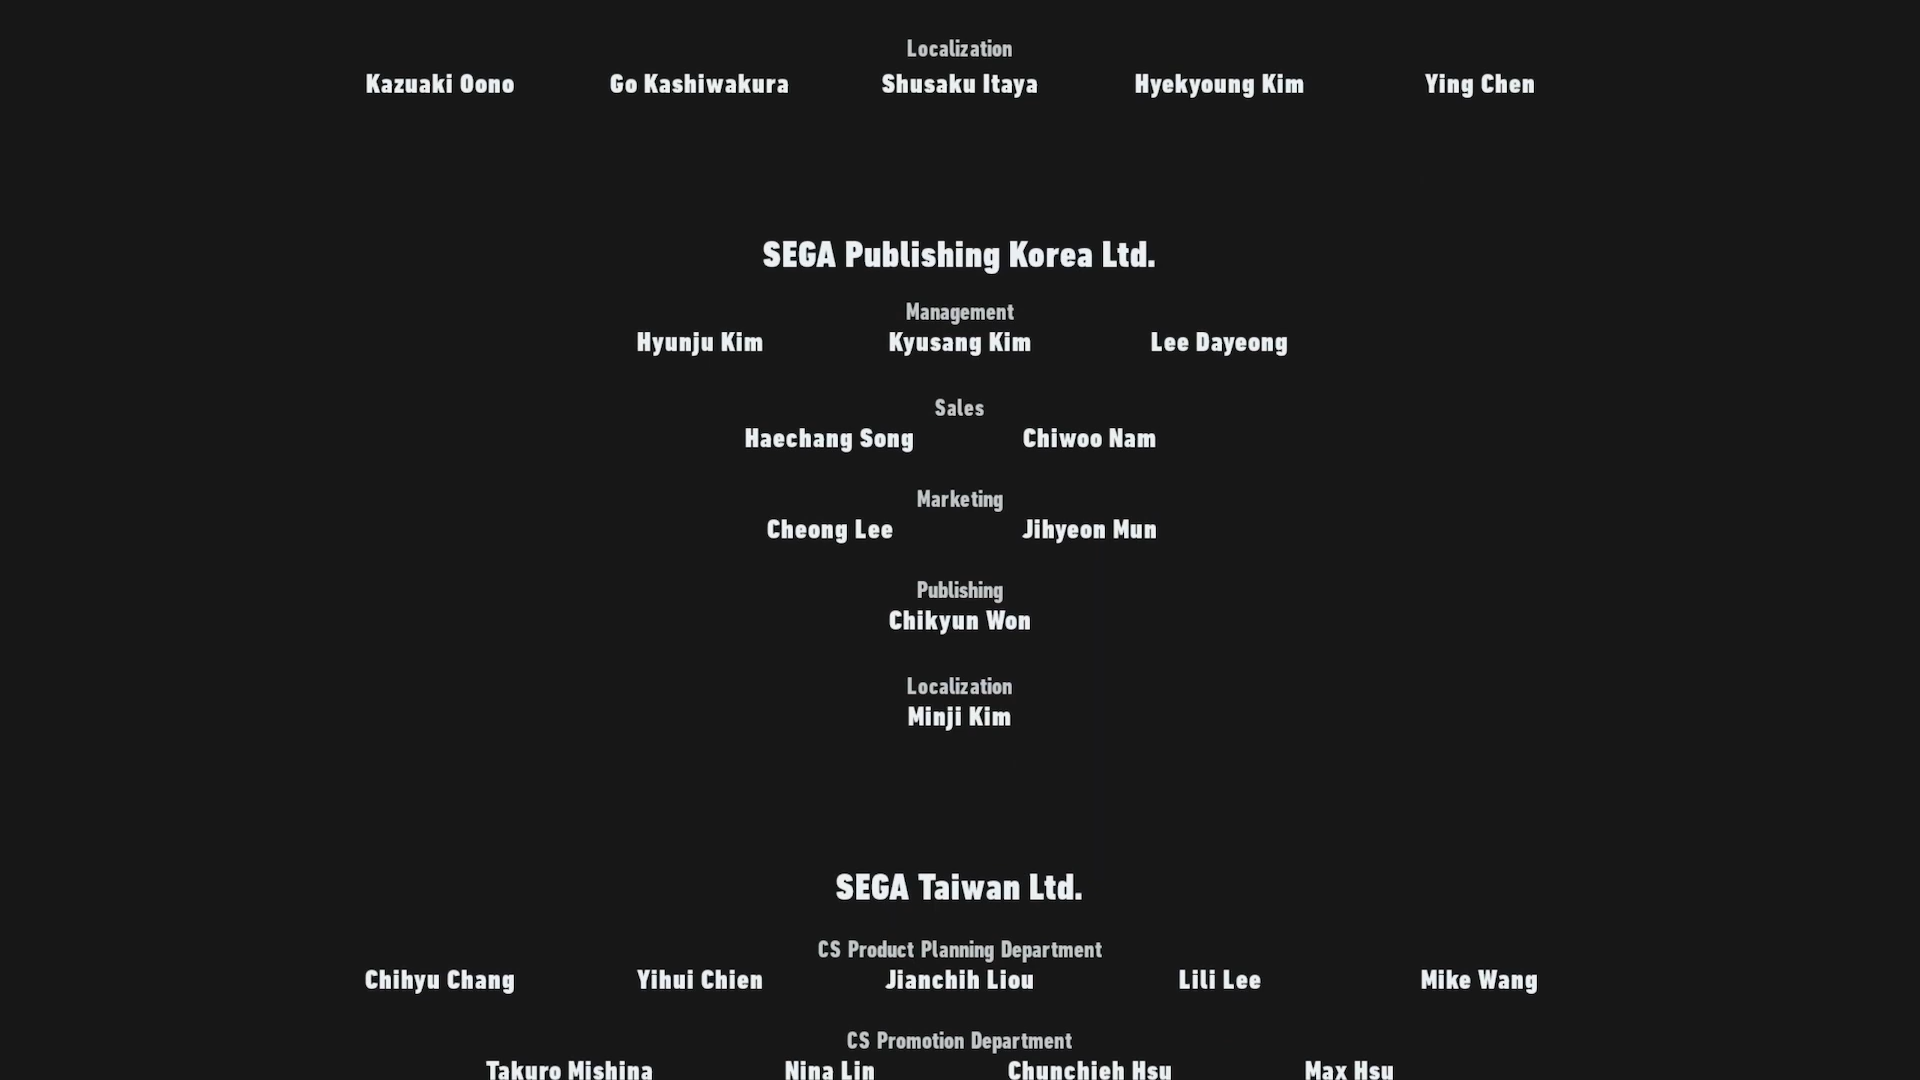 Localization
Kazuaki Oono Go Kashiwakura Shusaku Itaya Hyekyoung Kim Ying Chen
SEGA Publishing Korea Ltd.
Management
Hyunju Kim Kyusang Kim Lee Dayeong
Sales
Haechang Song Chiwoo Nam
Marketing
Cheong Lee Jihyeon Mun
Publishing
Chikyun Won
Localization
Minji Kim
SEGA Taiwan Ltd.
CS Product Planning Department
Chihyu Chang Yihui Chien Jianchih Liou Lili Lee Mike Wang
CS Promotion Department
Takuro Mishina Nina Lin Chunchieh Hsu Max Hsu